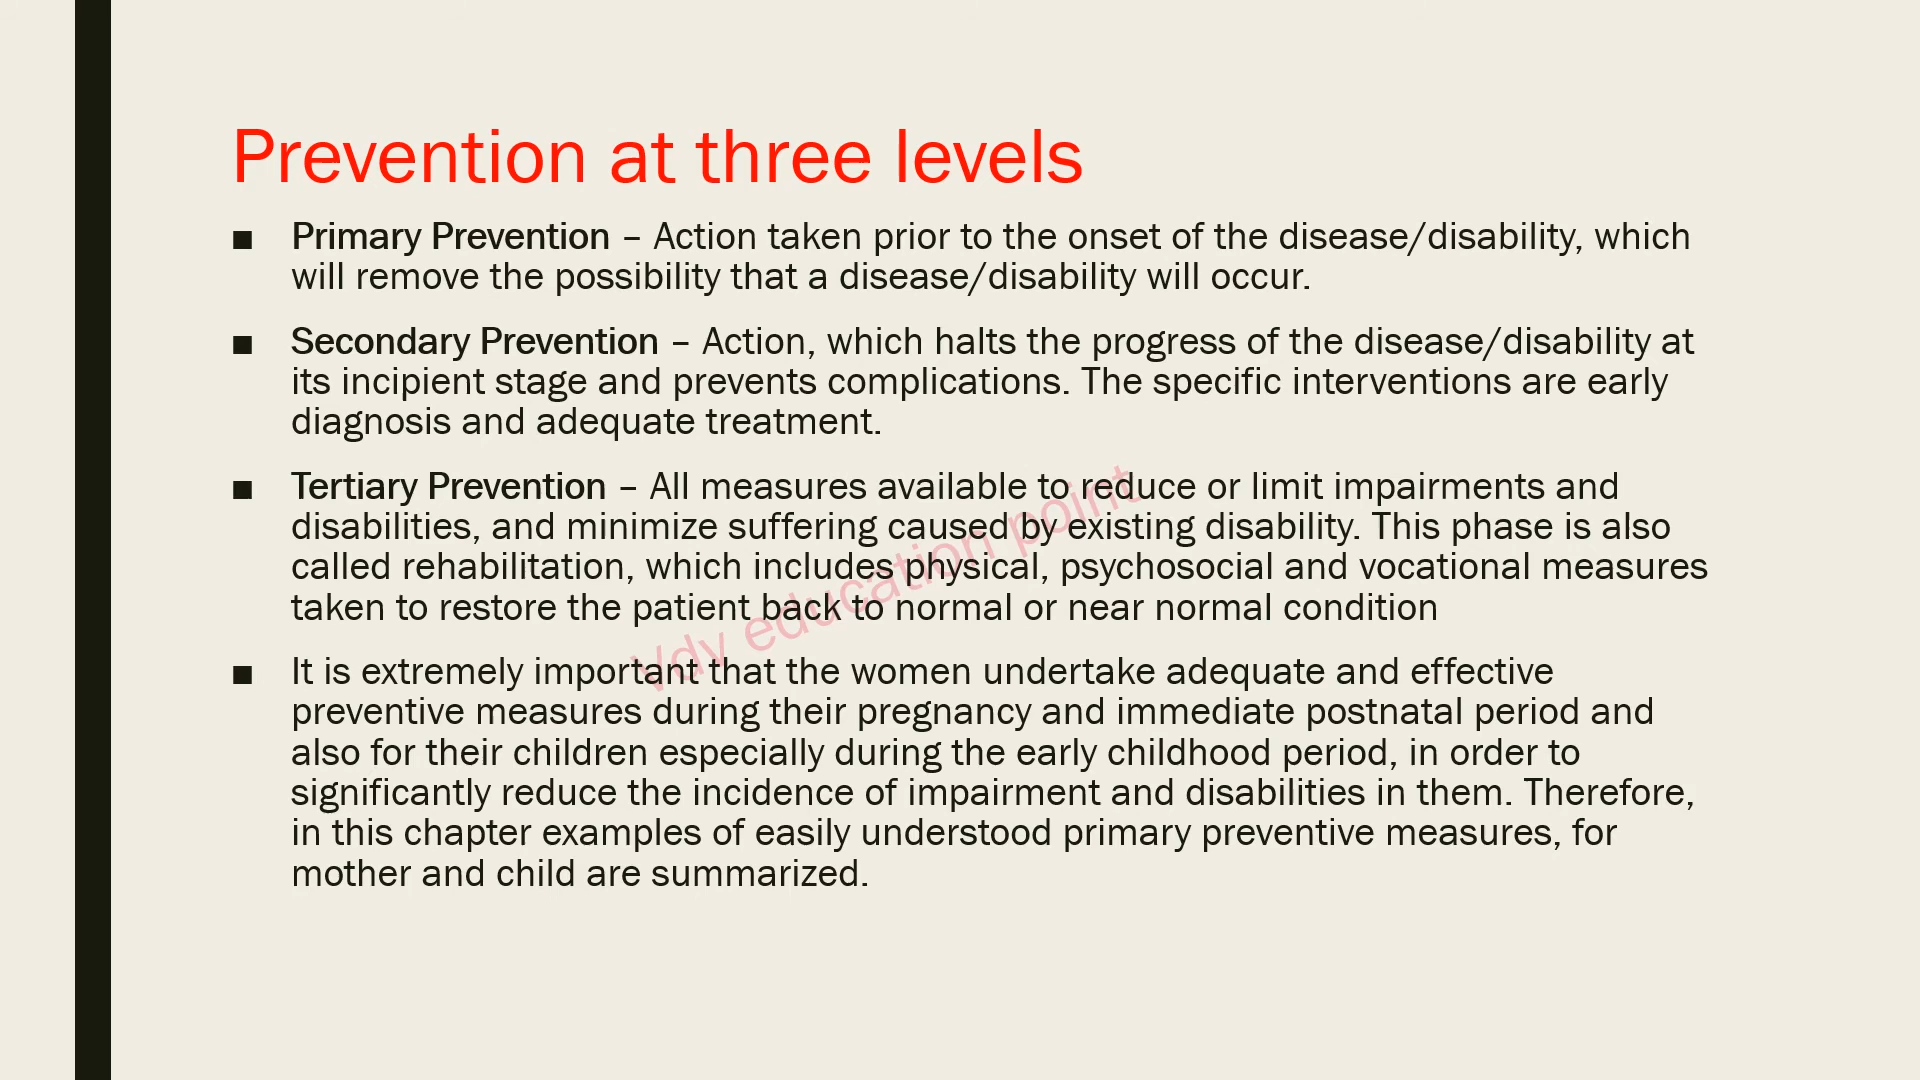 Prevention at three levels
■ Primary Prevention – Action taken prior to the onset of the disease/disability, which
will remove the possibility that a disease/disability will occur.
■ Secondary Prevention – Action, which halts the progress of the disease/disability at
its incipient stage and prevents complications. The specific interventions are early
diagnosis and adequate treatment.
■ Tertiary Prevention – All measures available to reduce or limit impairments and
disabilities, and minimize suffering caused by existing disability. This phase is also
called rehabilitation, which includes physical, psychosocial and vocational measures
taken to restore the patient back to normal or near normal condition
■ It is extremely important that the women undertake adequate and effective
preventive measures during their pregnancy and immediate postnatal period and
also for their children especially during the early childhood period, in order to
significantly reduce the incidence of impairment and disabilities in them. Therefore,
in this chapter examples of easily understood primary preventive measures, for
mother and child are summarized.
Vdv education point